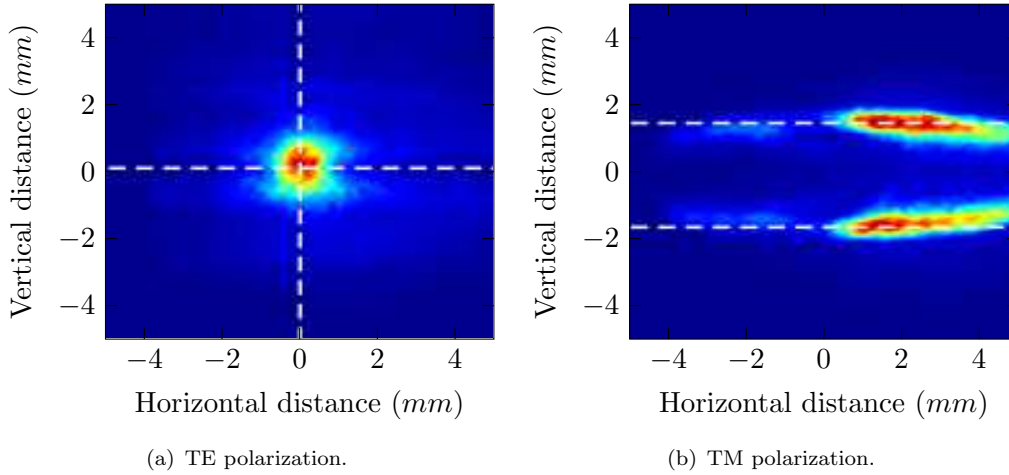 4
2
0
−2
−4
Vertical distance (mm)
−4 −2 0 2 4
Horizontal distance (mm)
(a) TE polarization.
4
2
0
−2
−4
Vertical distance (mm)
−4 −2 0 2 4
Horizontal distance (mm)
(b) TM polarization.